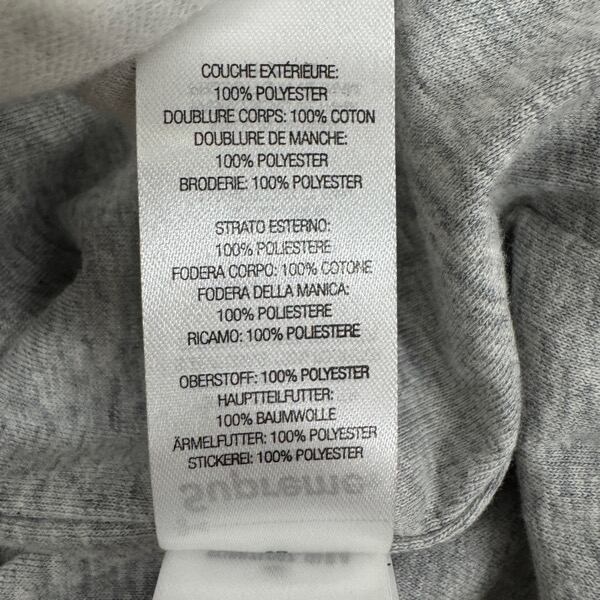 COUCHE EXTÉRIEURE:
100% POLYESTER
DOUBLURE CORPS: 100% COTON
DOUBLURE DE MANCHE:
100% POLYESTER
BRODERIE: 100% POLYESTER
STRATO ESTERNO:
100% POLIESTERE
FODERA CORPO: 100% COTONE
FODERA DELLA MANICA:
100% POLIESTERE
RICAMO: 100% POLIESTERE
OBERSTOFF: 100% POLYESTER
HAUPTTEILFUTTER:
100% BAUMWOLLE
ÄRMELFUTTER: 100% POLYESTER
STICKEREI: 100% POLYESTER
Supreme